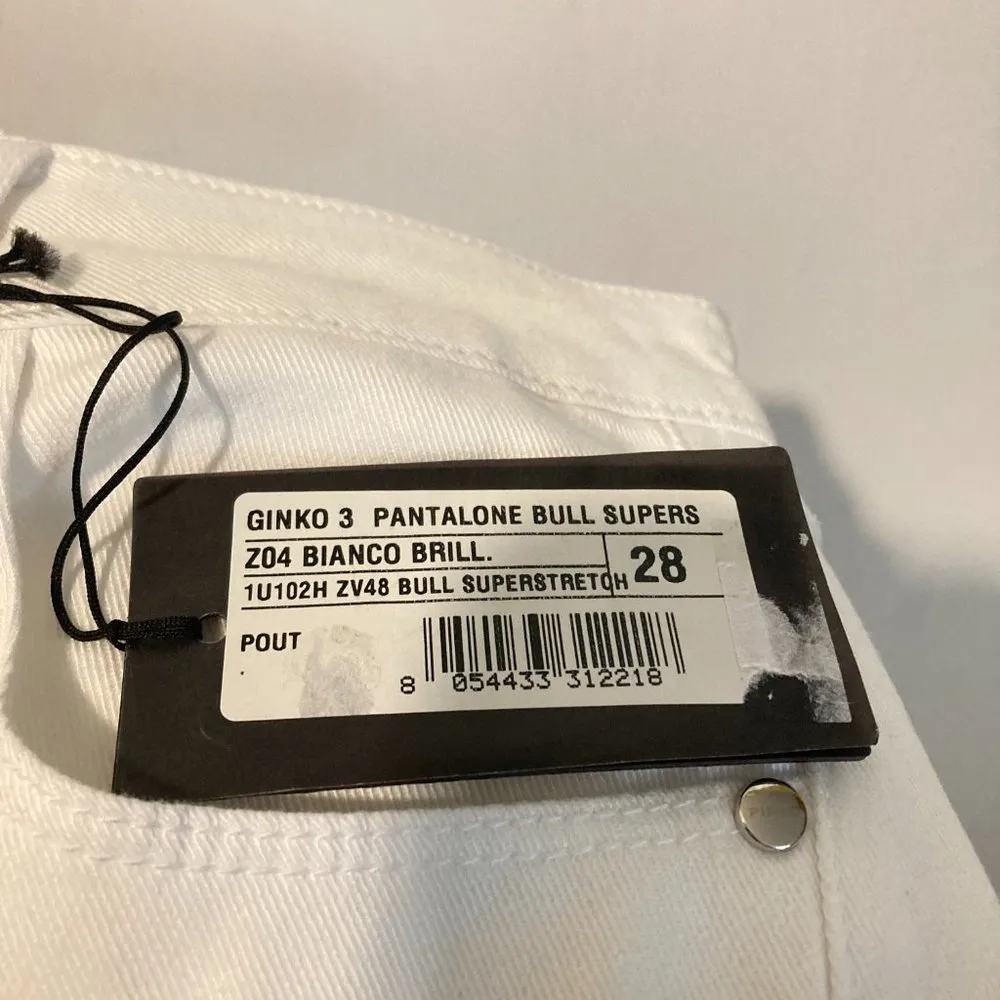 GINKO 3 PANTALONE BULL SUPERS
Z04 BIANCO BRILL.
28
1U102H ZV48 BULL SUPERSTRETCH
POUT
8 054433 312218